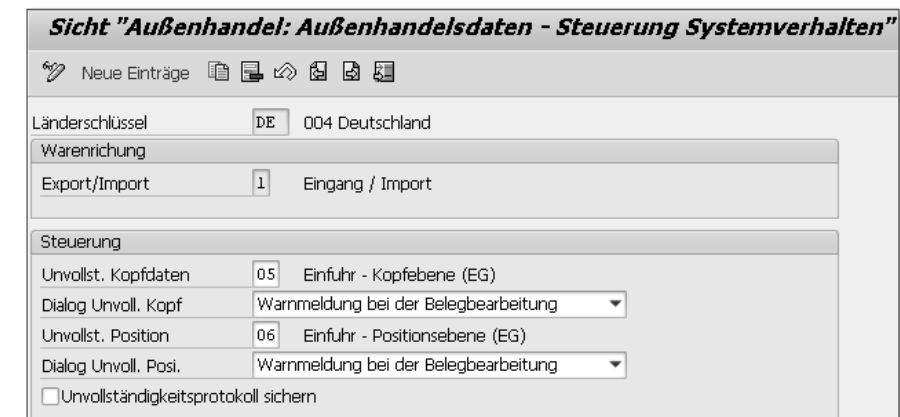 Sicht "Außenhandel: Außenhandelsdaten - Steuerung Systemverhalten"
Neue Einträge
Länderschlüssel DE 004 Deutschland
Warenrichung
Export/Import 1 Eingang / Import
Steuerung
Unvollst. Kopfdaten 05 Einfuhr - Kopfebene (EG)
Dialog Unvoll. Kopf Warnmeldung bei der Belegbearbeitung
Unvollst. Position 06 Einfuhr - Positionsebene (EG)
Dialog Unvoll. Posi. Warnmeldung bei der Belegbearbeitung
Unvollständigkeitsprotokoll sichern